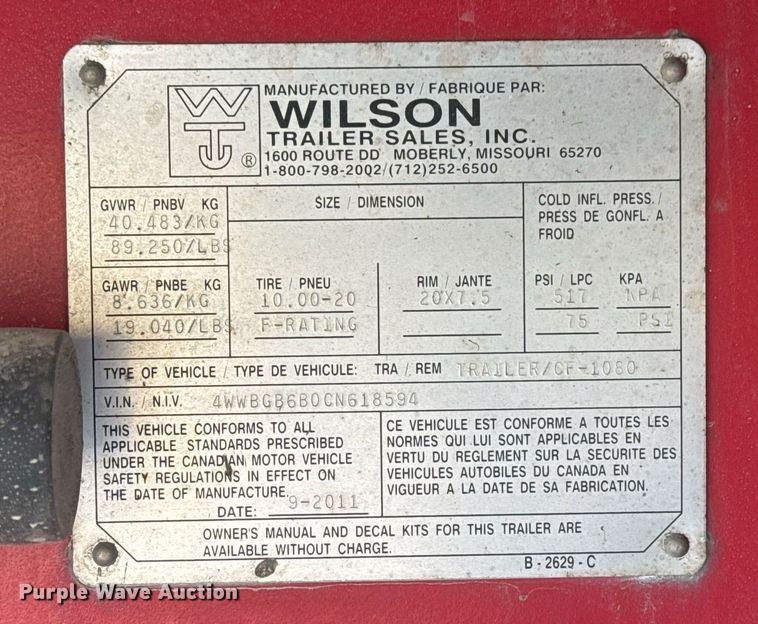 MANUFACTURED BY / FABRIQUE PAR:
WILSON
TRAILER SALES, INC.
1600 ROUTE DD MOBERLY, MISSOURI 65270
1-800-798-2002/(712)252-6500
WT ®
GVWR / PNBV KG
40.483/KG
89.250/LBS
SIZE / DIMENSION
COLD INFL. PRESS./
PRESS DE GONFL. A
FROID
GAWR / PNBE KG
8.636/KG
19.040/LBS
TIRE / PNEU
10.00-20
F-RATING
RIM / JANTE
20X7.5
PSI / LPC KPA
517 KPA
75 PSI
TYPE OF VEHICLE / TYPE DE VEHICULE: TRA / REM TRAILER/CF-1080
V.I.N. / N.I.V. 4WWBGB6B0CN618594
THIS VEHICLE CONFORMS TO ALL
APPLICABLE STANDARDS PRESCRIBED
UNDER THE CANADIAN MOTOR VEHICLE
SAFETY REGULATIONS IN EFFECT ON
THE DATE OF MANUFACTURE.
DATE: 9-2011
CE VEHICULE EST CONFORME A TOUTES LES
NORMES QUI LUI SONT APPLICABLES EN
VERTU DU REGLEMENT SUR LA SECURITE DES
VEHICULES AUTOBILES DU CANADA EN
VIGUEUR A LA DATE DE SA FABRICATION.
OWNER'S MANUAL AND DECAL KITS FOR THIS TRAILER ARE
AVAILABLE WITHOUT CHARGE.
B - 2629 - C
Purple Wave Auction